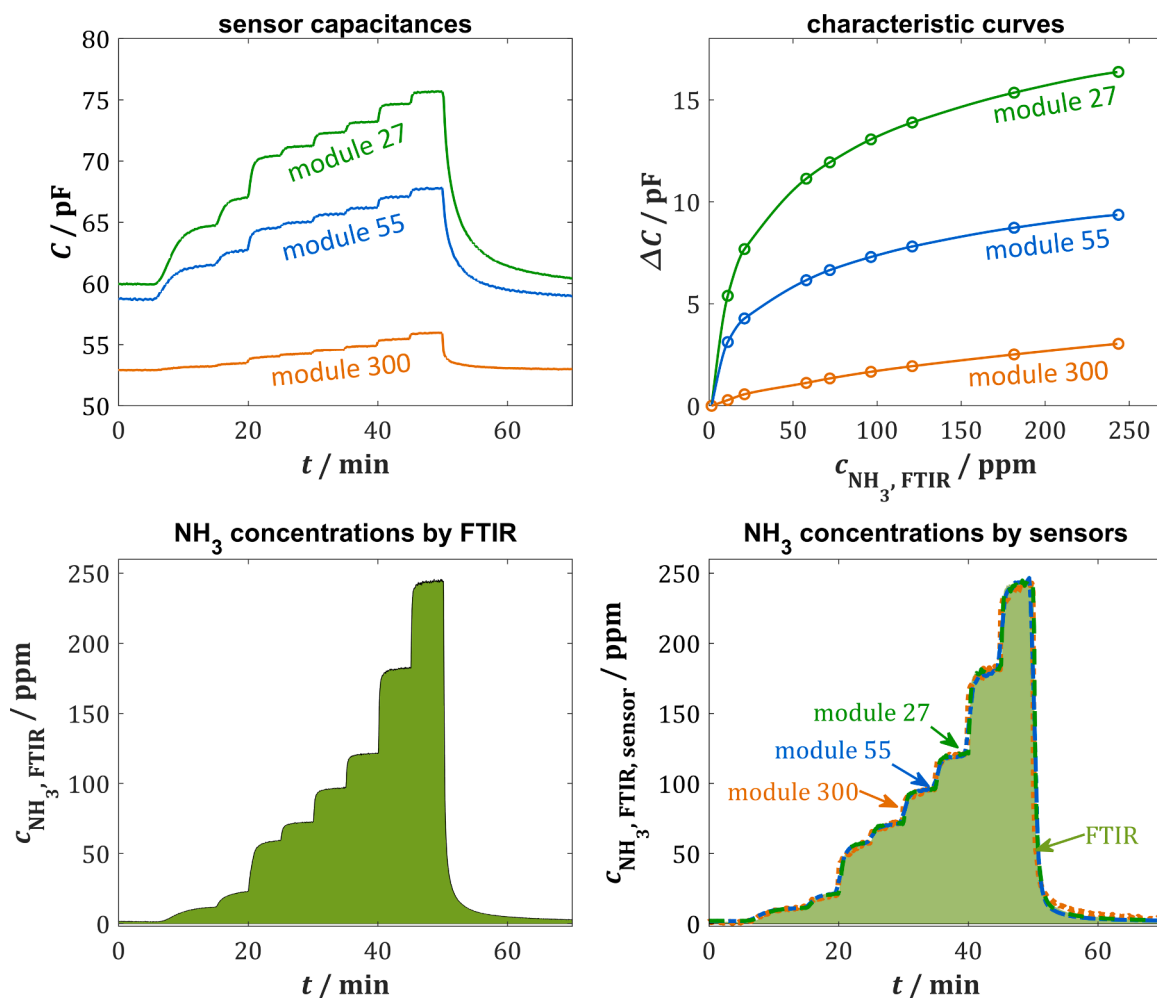 sensor capacitances
80
75
70
65
60
55
50
C / pF
module 27
module 55
module 300
0
20
40
60
t / min
characteristic curves
15
10
5
0
ΔC / pF
module 27
module 55
module 300
0
50
100
150
200
250
c_NH₃, FTIR / ppm
NH₃ concentrations by FTIR
250
200
150
100
50
0
c_NH₃, FTIR / ppm
0
20
40
60
t / min
NH₃ concentrations by sensors
250
200
150
100
50
0
c_NH₃, FTIR, sensor / ppm
module 27
module 55
module 300
FTIR
0
20
40
60
t / min